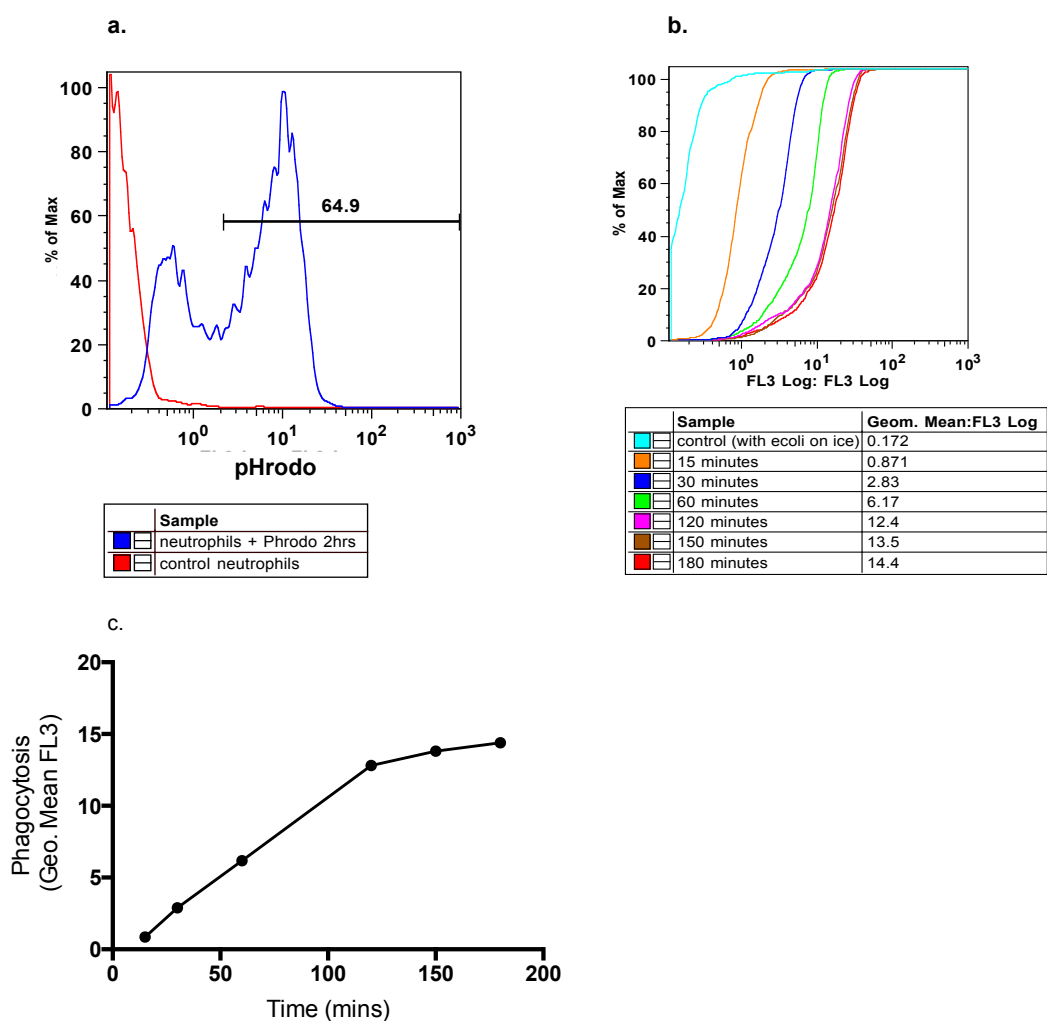 a.
100
80
60
40
20
0
% of Max
64.9
10^0
10^1
10^2
10^3
pHrodo
Sample
neutrophils + Phrodo 2hrs
control neutrophils
b.
100
80
60
40
20
0
% of Max
10^0
10^1
10^2
10^3
FL3 Log: FL3 Log
Sample Geom. Mean:FL3 Log
control (with ecoli on ice) 0.172
15 minutes 0.871
30 minutes 2.83
60 minutes 6.17
120 minutes 12.4
150 minutes 13.5
180 minutes 14.4
c.
20
15
10
5
0
Phagocytosis
(Geo. Mean FL3)
0 50 100 150 200
Time (mins)